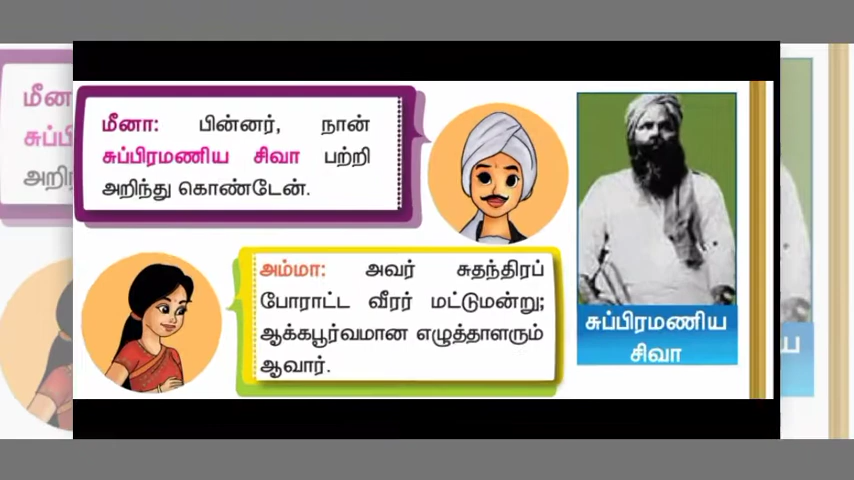 மீனா: பின்னர், நான்
சுப்பிரமணிய சிவா பற்றி
அறிந்து கொண்டேன்.
அம்மா: அவர் சுதந்திரப்
போராட்ட வீரர் மட்டுமன்று;
ஆக்கபூர்வமான எழுத்தாளரும்
ஆவார்.
சுப்பிரமணிய
சிவா